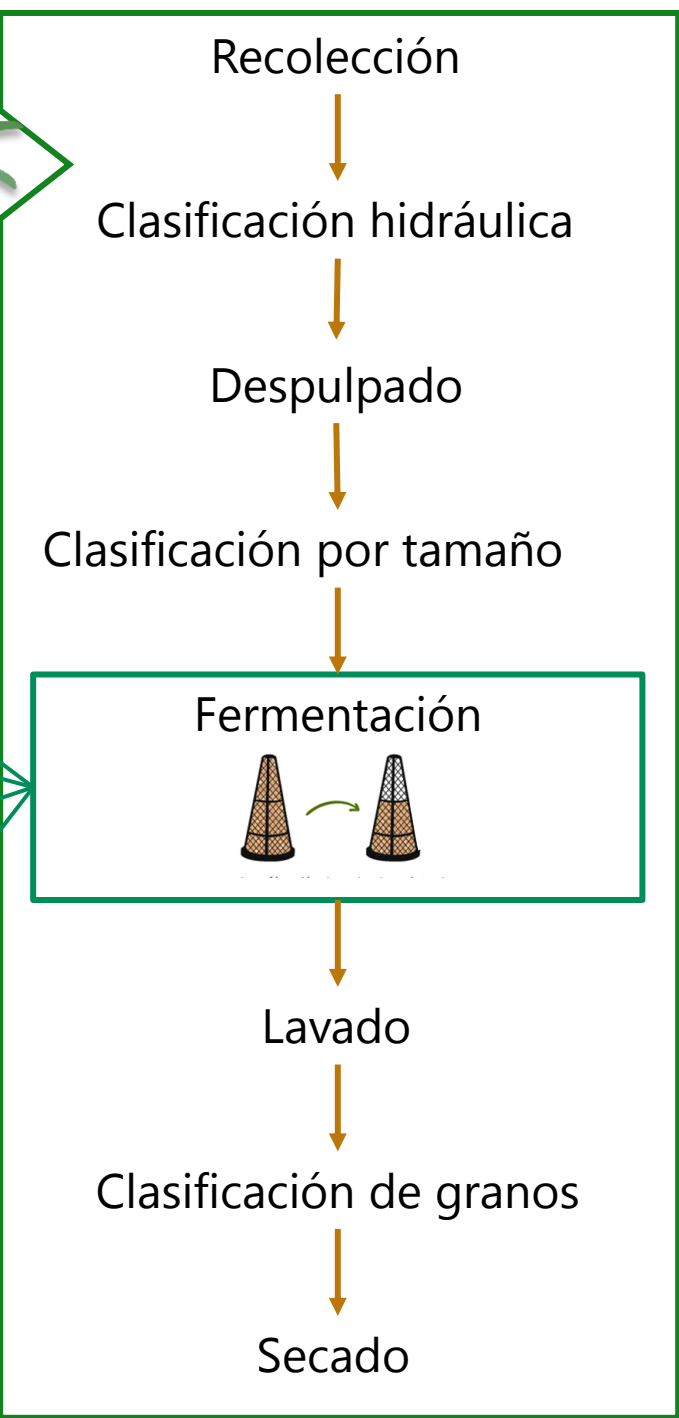 Recolección
Clasificación hidráulica
Despulpado
Clasificación por tamaño
Fermentación
Lavado
Clasificación de granos
Secado